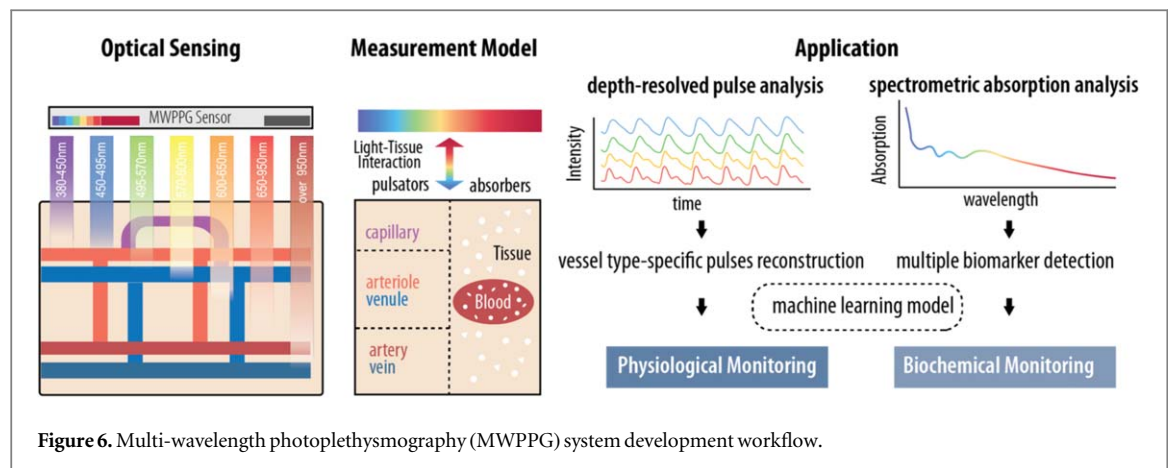 Optical Sensing
MWPPG Sensor
380-450nm
450-495nm
495-570nm
570-600nm
600-650nm
650-950nm
over 950nm
Measurement Model
Light-Tissue
Interaction
pulsators
absorbers
capillary
arteriole
venule
artery
vein
Tissue
Blood
Application
depth-resolved pulse analysis
Intensity
time
vessel type-specific pulses reconstruction
spectrometric absorption analysis
Absorption
wavelength
multiple biomarker detection
machine learning model
Physiological Monitoring
Biochemical Monitoring
Figure 6. Multi-wavelength photoplethysmography (MWPPG) system development workflow.